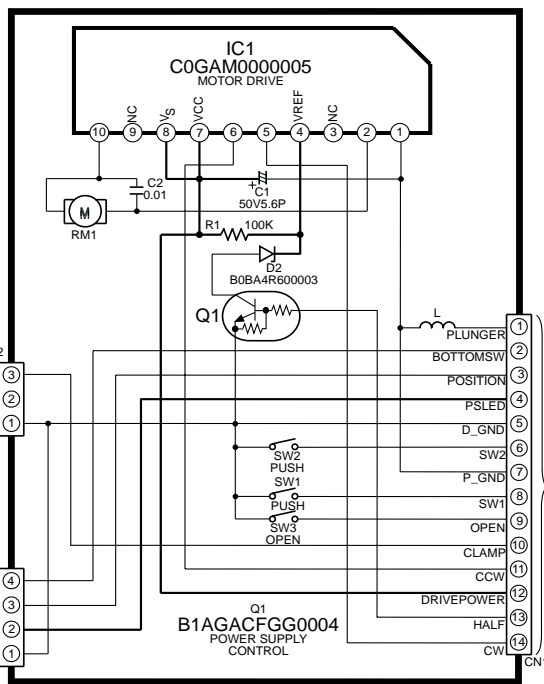 IC1
C0GAM0000005
MOTOR DRIVE
NC
VS
VCC
VREF
NC
10 9 8 7 6 5 4 3 2 1
C2
0.01
+
C1
50V5.6P
M
RM1
R1 100K
D2
B0BA4R600003
Q1
L
1
PLUNGER
2
BOTTOMSW
3
POSITION
4
PSLED
5
D_GND
6
SW2
7
P_GND
8
SW1
9
OPEN
10
CLAMP
11
CCW
12
DRIVEPOWER
13
HALF
14
CW
CN1
2
3
2
1
SW2
PUSH
SW1
PUSH
SW3
OPEN
4
3
2
1
Q1
B1AGACFGG0004
POWER SUPPLY
CONTROL